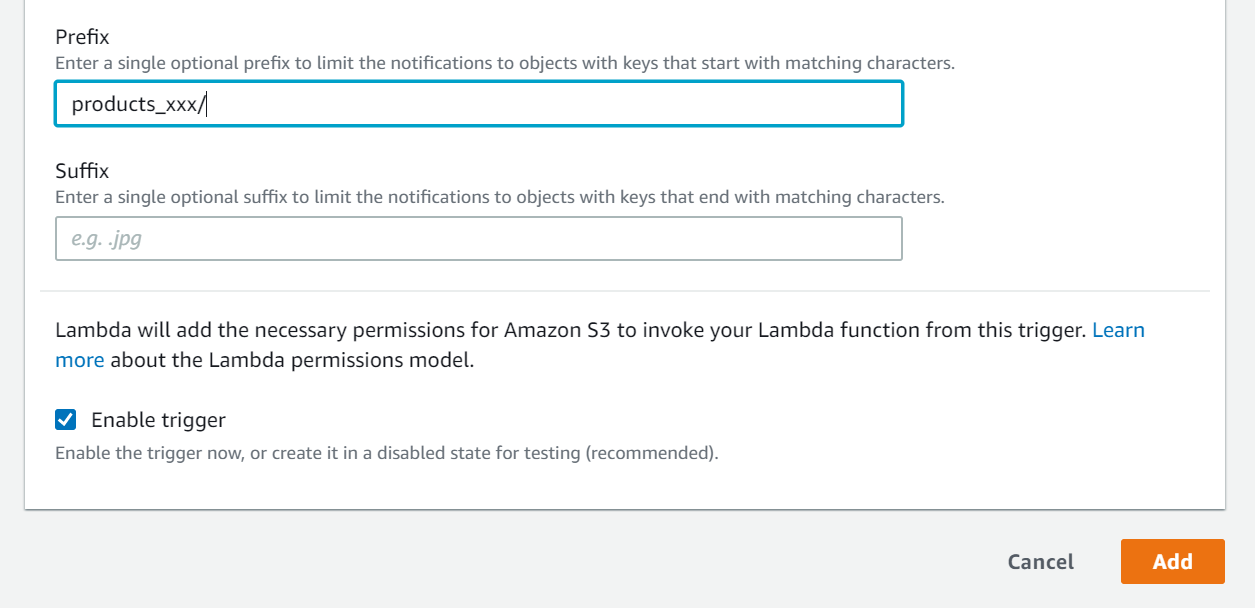 Prefix
Enter a single optional prefix to limit the notifications to objects with keys that start with matching characters.
products_xxx/
Suffix
Enter a single optional suffix to limit the notifications to objects with keys that end with matching characters.
e.g. .jpg
Lambda will add the necessary permissions for Amazon S3 to invoke your Lambda function from this trigger. Learn
more about the Lambda permissions model.
Enable trigger
Enable the trigger now, or create it in a disabled state for testing (recommended).
Cancel Add